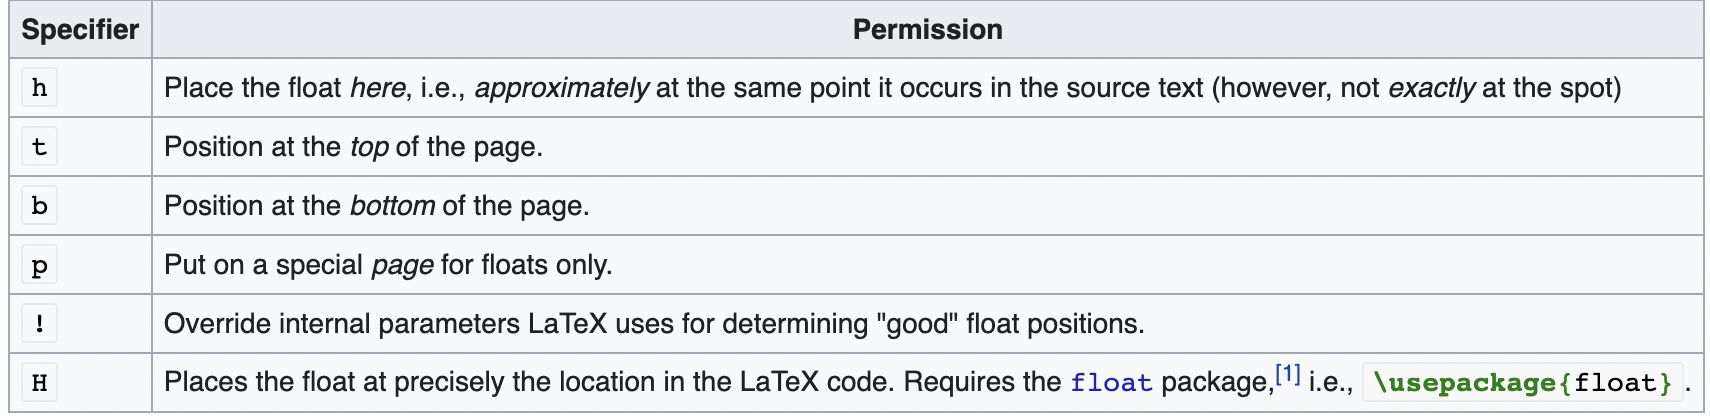 Specifier Permission
h Place the float here, i.e., approximately at the same point it occurs in the source text (however, not exactly at the spot)
t Position at the top of the page.
b Position at the bottom of the page.
p Put on a special page for floats only.
! Override internal parameters LaTeX uses for determining "good" float positions.
H Places the float at precisely the location in the LaTeX code. Requires the float package,[1] i.e., \usepackage{float} .